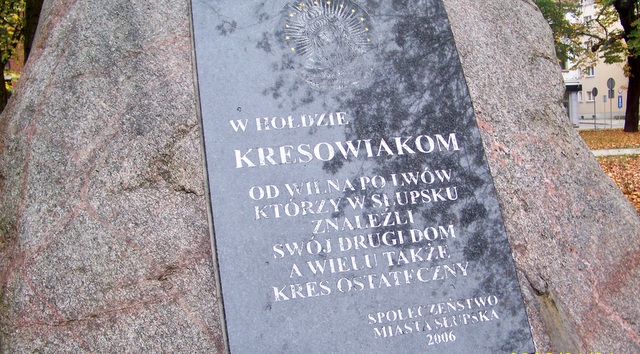 W HOŁDZIE
KRESOWIAKOM
OD WILNA PO LWÓW
KTÓRZY W SŁUPSKU
ZNALEŹLI
SWÓJ DRUGI DOM
A WIELU TAKŻE
KRES OSTATECZNY
SPOŁECZEŃSTWO
MIASTA SŁUPSKA
2006